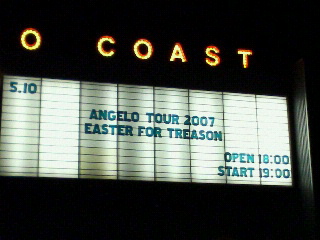 O COAST
5.10
ANGELO TOUR 2007
EASTER FOR TREASON
OPEN 18:00
START 19:00